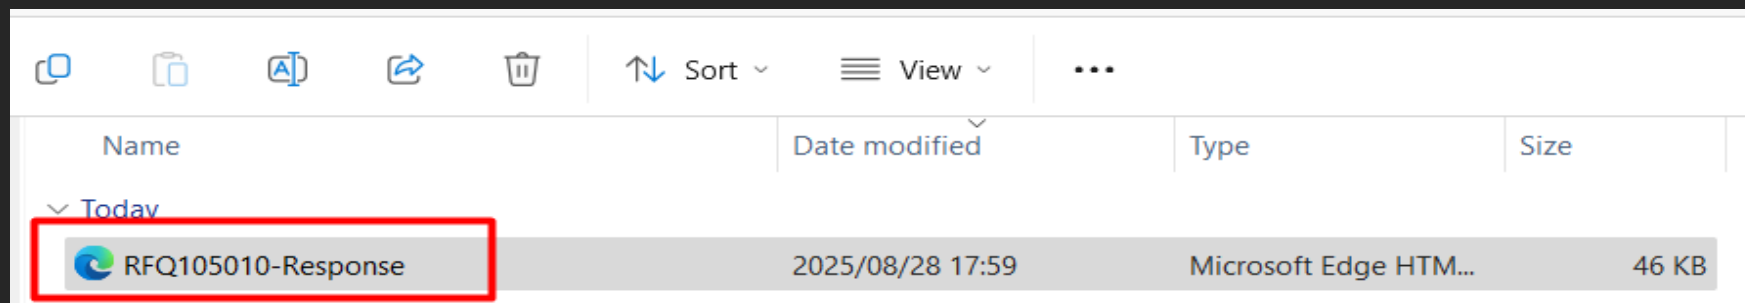 Sort View
Name Date modified Type Size
Today
RFQ105010-Response 2025/08/28 17:59 Microsoft Edge HTM... 46 KB